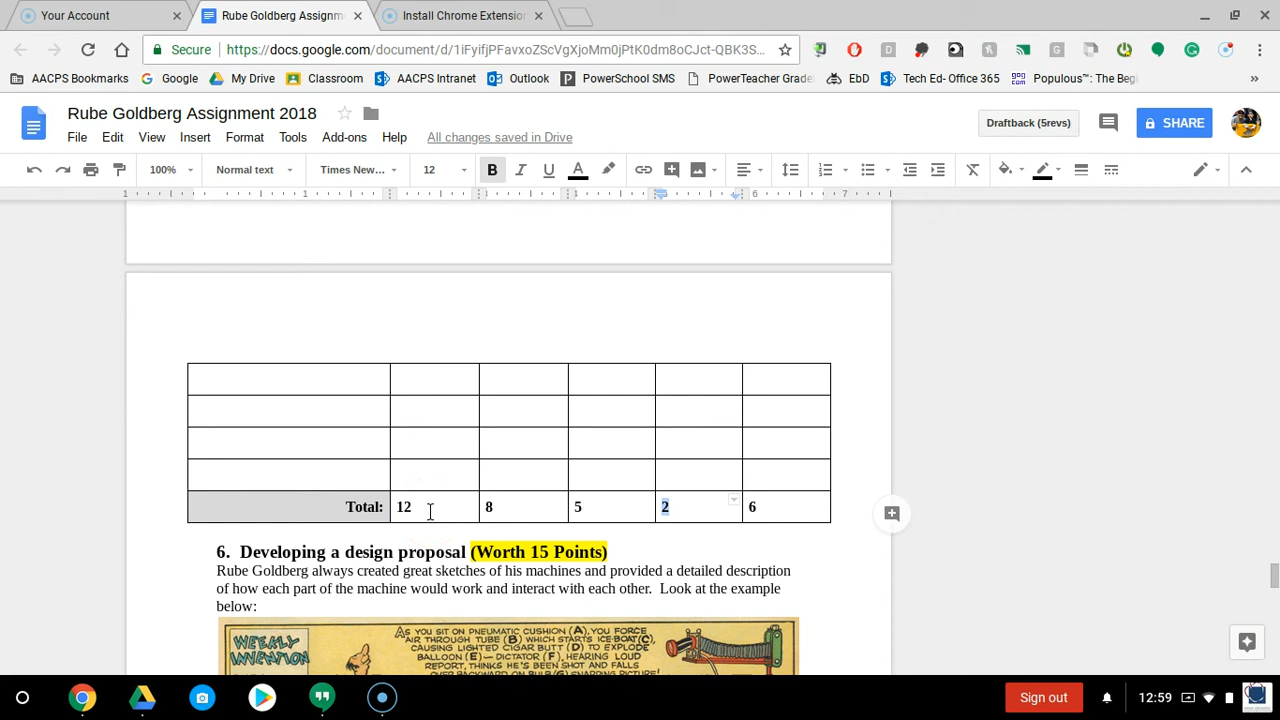 Your Account
Rube Goldberg Assignm
Install Chrome Extension
Secure
https://docs.google.com/document/d/1iFyifjPFavxoZScVgXjoMm0jPtK0dm8oCJct-QBK3S...
AACPS Bookmarks
Google
My Drive
Classroom
AACPS Intranet
Outlook
PowerSchool SMS
PowerTeacher Grade
EbD
Tech Ed- Office 365
Populous™: The Begi
Rube Goldberg Assignment 2018
File Edit View Insert Format Tools Add-ons Help
All changes saved in Drive
Draftback (5revs)
SHARE
100% Normal text Times New... 12 B I U A
1 1 6 7
Total: 12 8 5 2 6
6. Developing a design proposal (Worth 15 Points)
Rube Goldberg always created great sketches of his machines and provided a detailed description
of how each part of the machine would work and interact with each other. Look at the example
below:
WEEKLY
INVENTION
AS YOU SIT ON PNEUMATIC CUSHION (A), YOU FORCE
AIR THROUGH TUBE (B) WHICH STARTS ICE-BOAT (C),
CAUSING LIGHTED CIGAR BUTT (D) TO EXPLODE
BALLOON (E) – DICTATOR (F), HEARING LOUD
REPORT, THINKS HE'S BEEN SHOT AND FALLS
Sign out
12:59